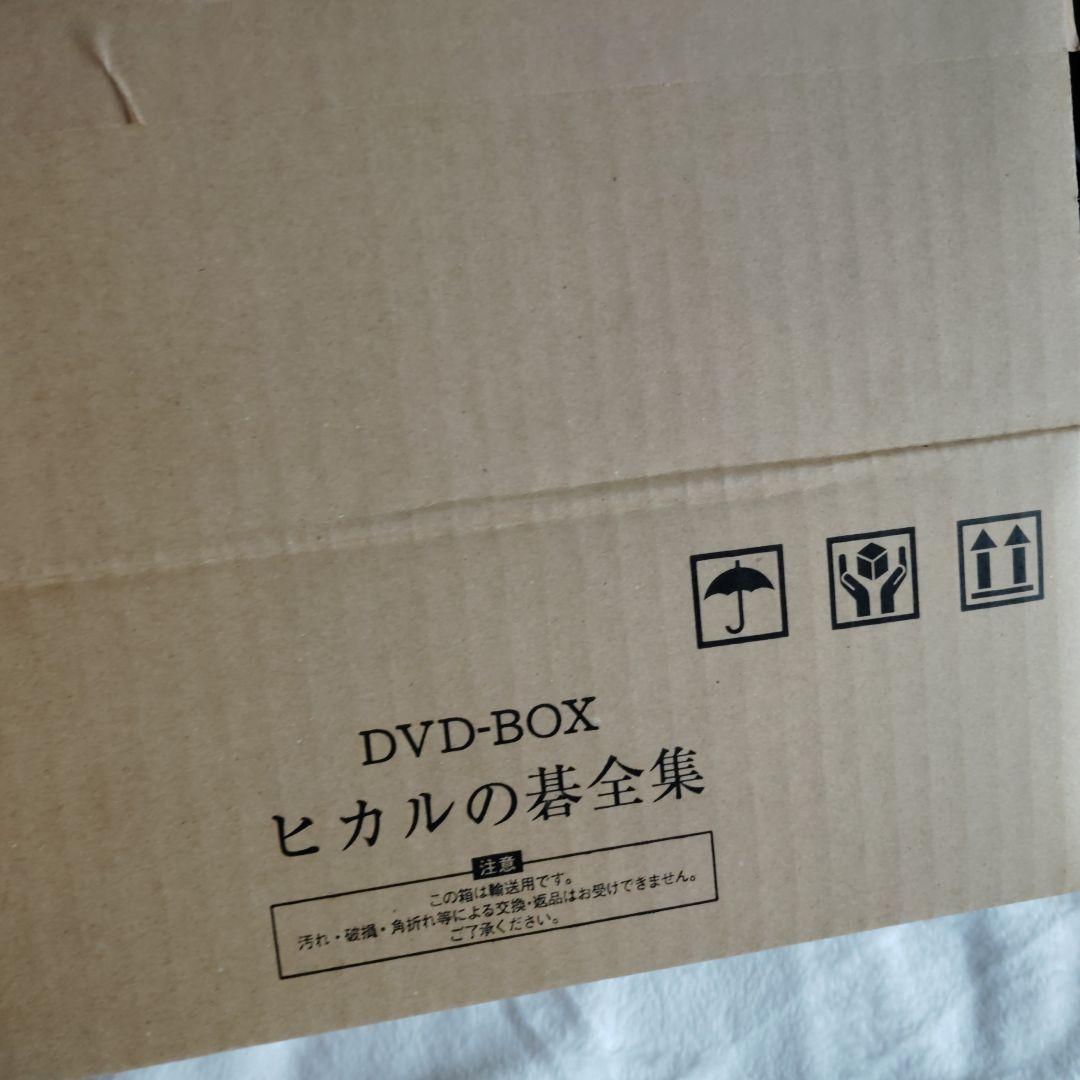 DVD-BOX
ヒカルの碁全集
注意
この箱は輸送用です。
汚れ・破損・角折れ等による交換・返品はお受けできません。
ご了承ください。